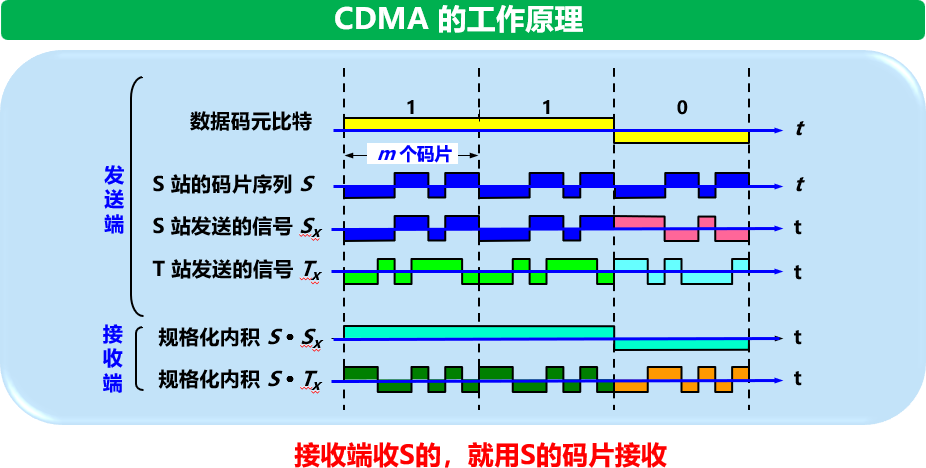 CDMA 的工作原理
1 1 0
数据码元比特 t
m 个码片
发送端
S 站的码片序列 S t
S 站发送的信号 Sx t
T 站发送的信号 Tx t
接收端
规格化内积 S • Sx t
规格化内积 S • Tx t
接收端收S的，就用S的码片接收